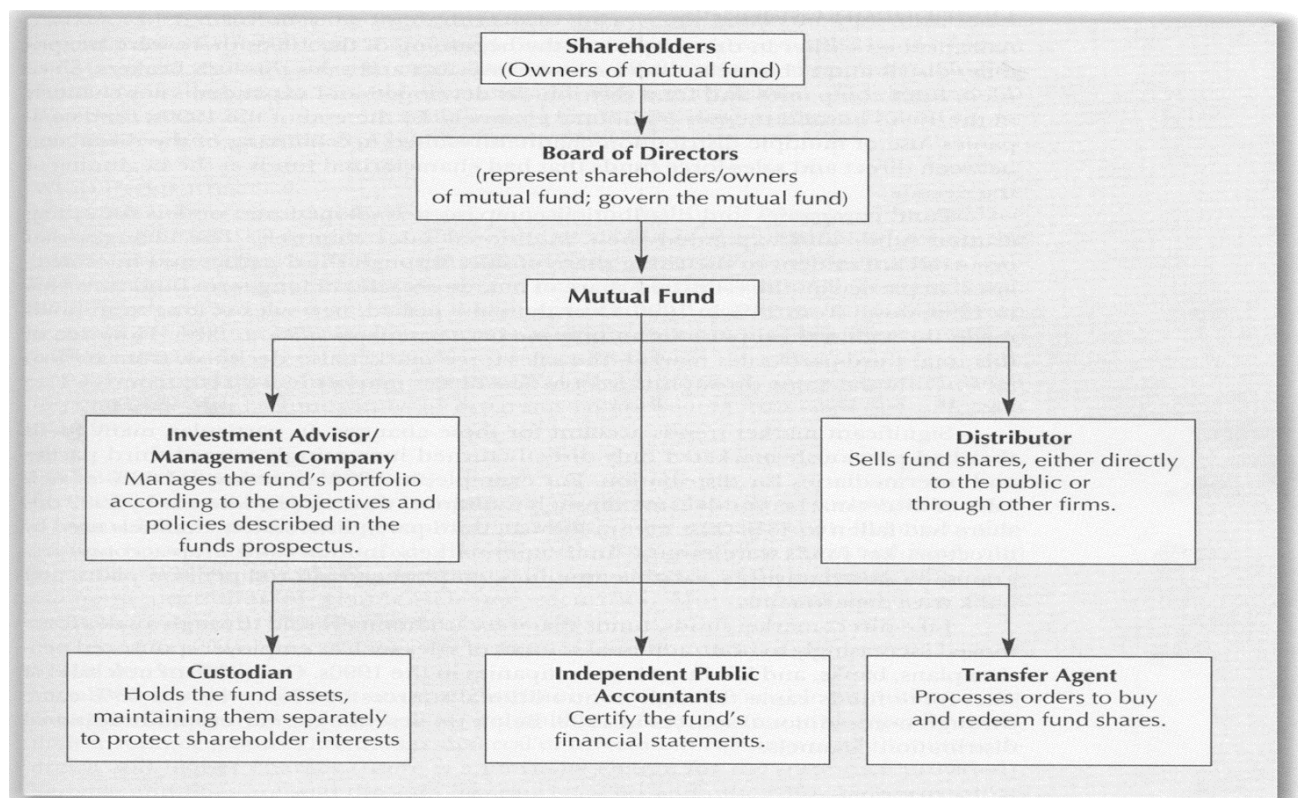 Shareholders
(Owners of mutual fund)
Board of Directors
(represent shareholders/owners
of mutual fund; govern the mutual fund)
Mutual Fund
Investment Advisor/
Management Company
Manages the fund's portfolio
according to the objectives and
policies described in the
funds prospectus.
Distributor
Sells fund shares, either directly
to the public or
through other firms.
Custodian
Holds the fund assets,
maintaining them separately
to protect shareholder interests
Independent Public
Accountants
Certify the fund's
financial statements.
Transfer Agent
Processes orders to buy
and redeem fund shares.